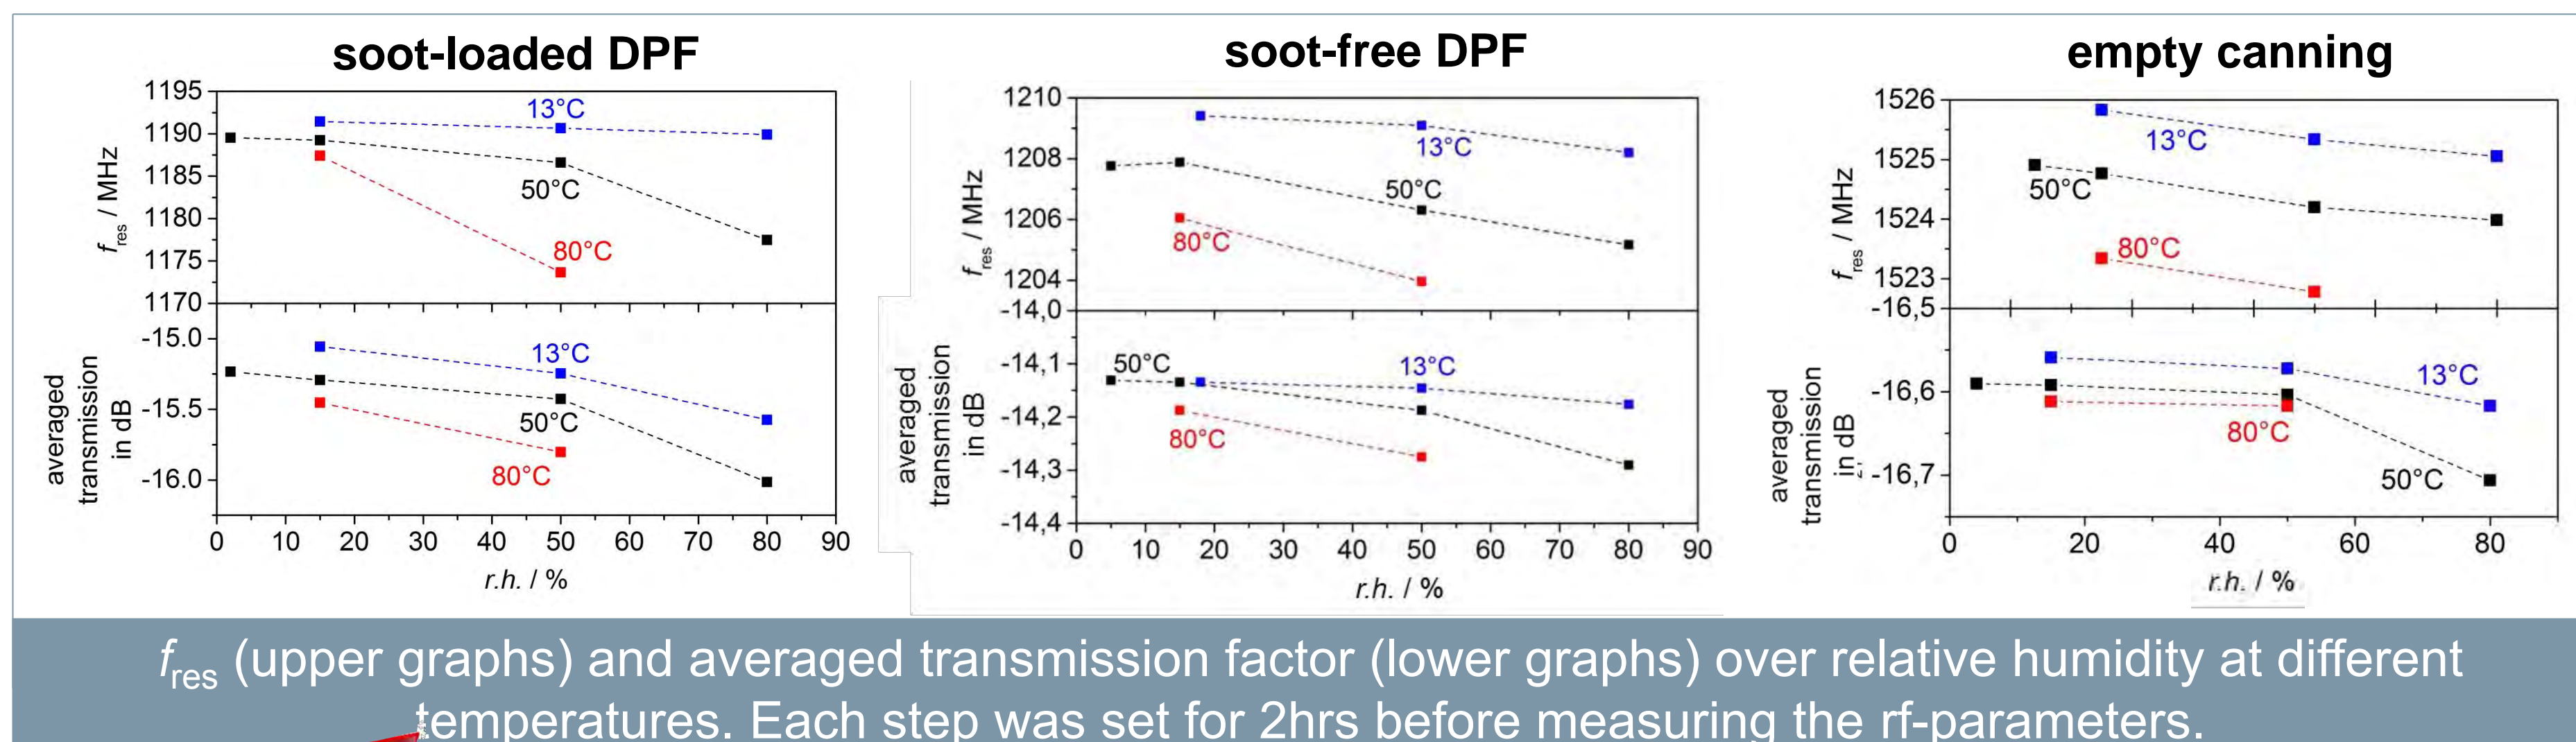 soot-loaded DPF
1195
1190
1185
1180
1175
1170
f_res / MHz
13°C
50°C
80°C
-15.0
-15.5
-16.0
averaged
transmission
in dB
13°C
50°C
80°C
0 10 20 30 40 50 60 70 80 90
r.h. / %
soot-free DPF
1210
1208
1206
1204
f_res / MHz
13°C
50°C
80°C
-14,0
-14,1
-14,2
-14,3
-14,4
averaged
transmission
in dB
50°C
13°C
80°C
0 10 20 30 40 50 60 70 80 90
r.h. / %
empty canning
1526
1525
1524
1523
f_res / MHz
13°C
50°C
80°C
-16,5
-16,6
-16,7
averaged
transmission
in dB
13°C
80°C
50°C
0 20 40 60 80
r.h. / %
f_res (upper graphs) and averaged transmission factor (lower graphs) over relative humidity at different
temperatures. Each step was set for 2hrs before measuring the rf-parameters.